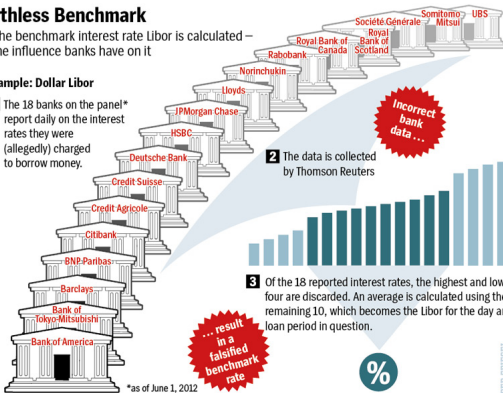 rthless Benchmark
he benchmark interest rate Libor is calculated –
ne influence banks have on it
ample: Dollar Libor
The 18 banks on the panel*
report daily on the interest
rates they were
(allegedly) charged
to borrow money.
UBS
Somitomo
Mitsui
Société Générale
Royal
Bank of
Scotland
Royal Bank of
Canada
Rabobank
Norinchukin
Lloyds
JPMorgan Chase
HSBC
Deutsche Bank
Credit Suisse
Credit Agricole
Citibank
BNP Paribas
Barclays
Bank of
Tokyo-Mitsubishi
Bank of America
Incorrect
bank
data ...
2 The data is collected
by Thomson Reuters
3 Of the 18 reported interest rates, the highest and low
four are discarded. An average is calculated using the
remaining 10, which becomes the Libor for the day a
loan period in question.
... result
in a
falsified
benchmark
rate
%
*as of June 1, 2012